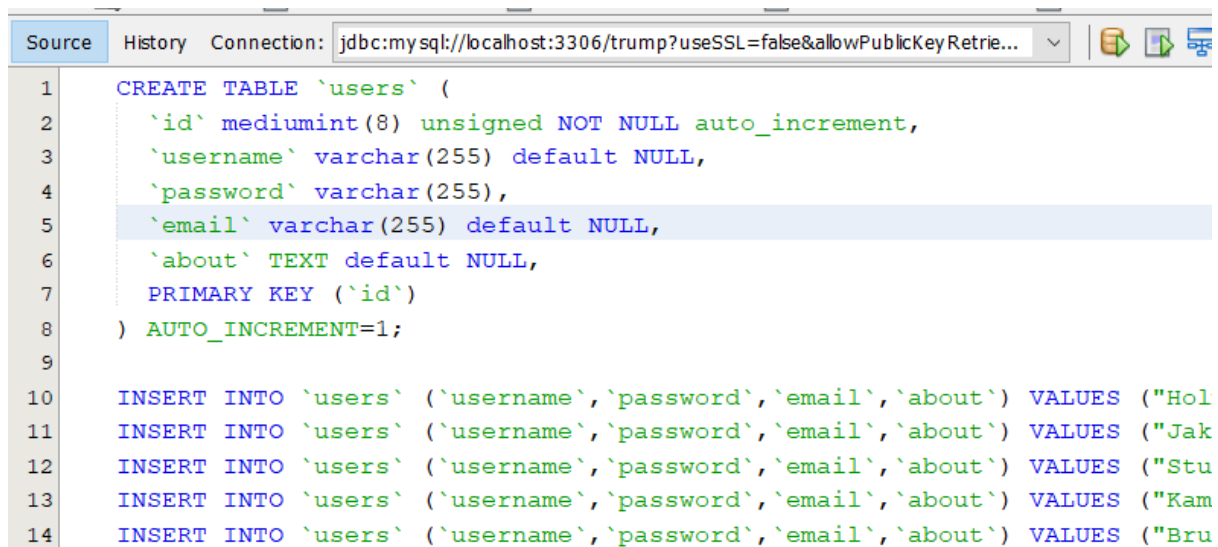 Source History Connection: jdbc:mysql://localhost:3306/trump?useSSL=false&allowPublicKeyRetrie...
1 CREATE TABLE `users` (
2 `id` mediumint(8) unsigned NOT NULL auto_increment,
3 `username` varchar(255) default NULL,
4 `password` varchar(255),
5 `email` varchar(255) default NULL,
6 `about` TEXT default NULL,
7 PRIMARY KEY (`id`)
8 ) AUTO_INCREMENT=1;
9
10 INSERT INTO `users` (`username`,`password`,`email`,`about`) VALUES ("Hol
11 INSERT INTO `users` (`username`,`password`,`email`,`about`) VALUES ("Jak
12 INSERT INTO `users` (`username`,`password`,`email`,`about`) VALUES ("Stu
13 INSERT INTO `users` (`username`,`password`,`email`,`about`) VALUES ("Kam
14 INSERT INTO `users` (`username`,`password`,`email`,`about`) VALUES ("Bru